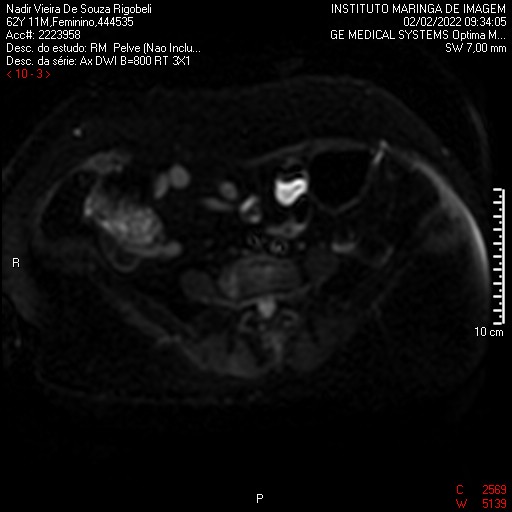 Nadir Vieira De Souza Rigobeli
62Y 11M,Feminino,444535
Acc#: 2223958
Desc. do estudo: RM Pelve (Nao Inclu...
Desc. da série: Ax DWI B=800 RT 3X1
< 10 - 3 >
INSTITUTO MARINGA DE IMAGEM
02/02/2022 09:34:05
GE MEDICAL SYSTEMS Optima M...
SW 7,00 mm
R
10 cm
P
C 2569
W 5139